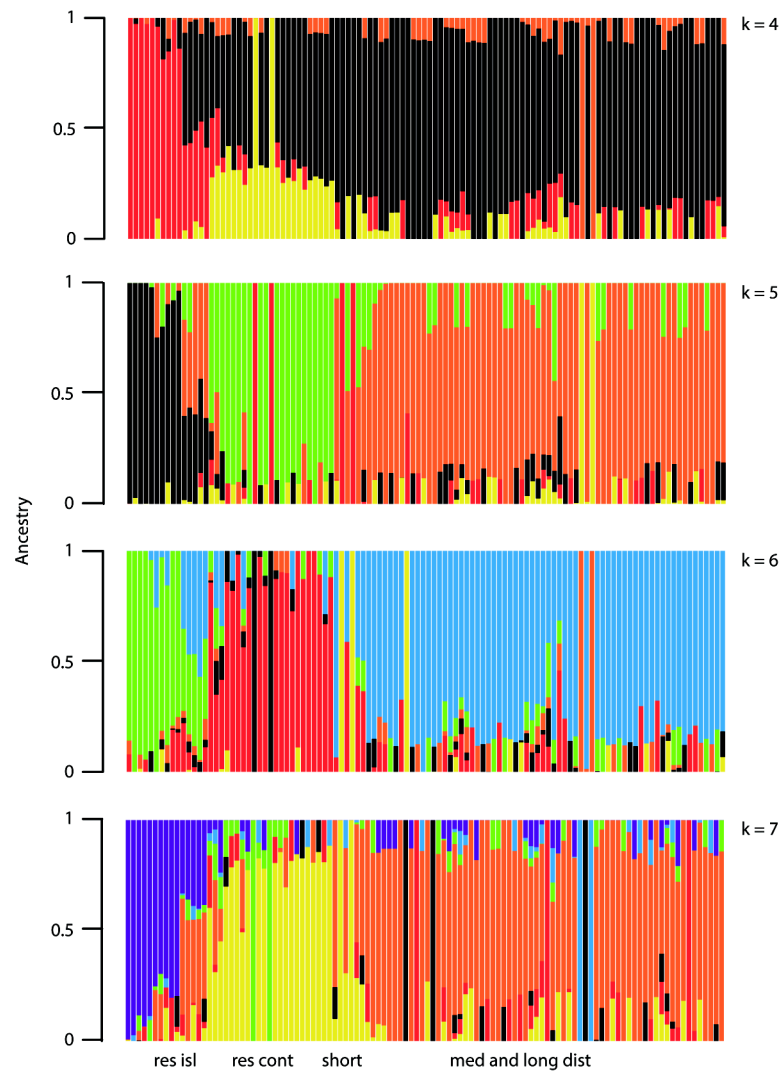 1
k = 4
0.5
0
1
k = 5
0.5
0
Ancestry
1
k = 6
0.5
0
1
k = 7
0.5
0
res isl res cont short med and long dist